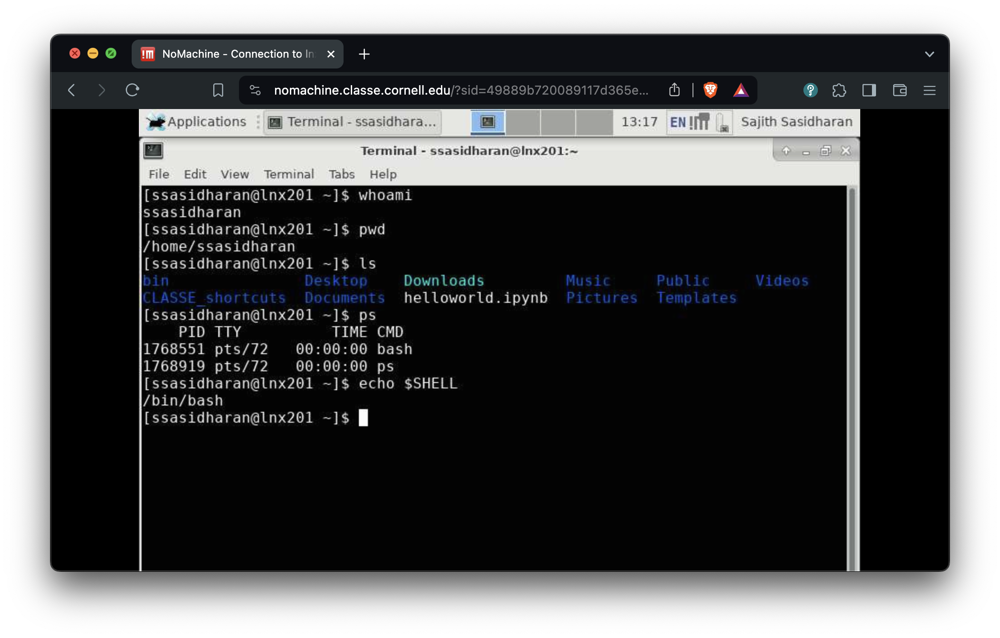 NoMachine - Connection to ln
nomachine.classe.cornell.edu/?sid=49889b720089117d365e...
Applications
Terminal - ssasidhara...
13:17
EN
Sajith Sasidharan
Terminal - ssasidharan@lnx201:~
File Edit View Terminal Tabs Help
[ssasidharan@lnx201 ~]$ whoami
ssasidharan
[ssasidharan@lnx201 ~]$ pwd
/home/ssasidharan
[ssasidharan@lnx201 ~]$ ls
bin Desktop Downloads Music Public Videos
CLASSE_shortcuts Documents helloworld.ipynb Pictures Templates
[ssasidharan@lnx201 ~]$ ps
PID TTY TIME CMD
1768551 pts/72 00:00:00 bash
1768919 pts/72 00:00:00 ps
[ssasidharan@lnx201 ~]$ echo $SHELL
/bin/bash
[ssasidharan@lnx201 ~]$